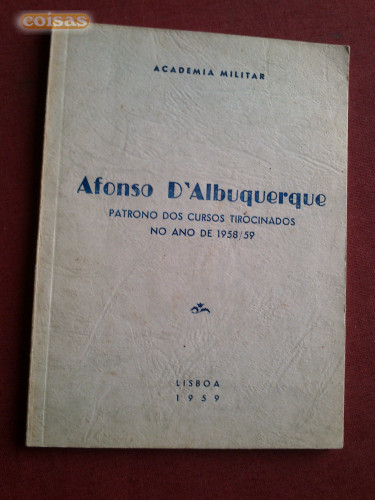 coisas
ACADEMIA MILITAR
Afonso D'Albuquerque
PATRONO DOS CURSOS TIROCINADOS
NO ANO DE 1958/59
LISBOA
1959